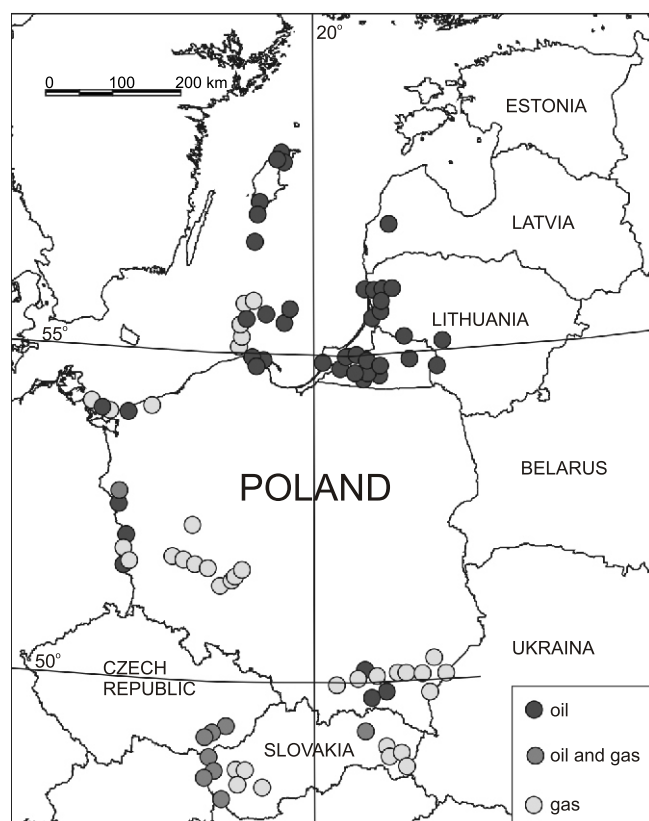 20°
0 100 200 km
ESTONIA
LATVIA
LITHUANIA
55°
POLAND
BELARUS
50°
CZECH
REPUBLIC
UKRAINA
SLOVAKIA
oil
oil and gas
gas